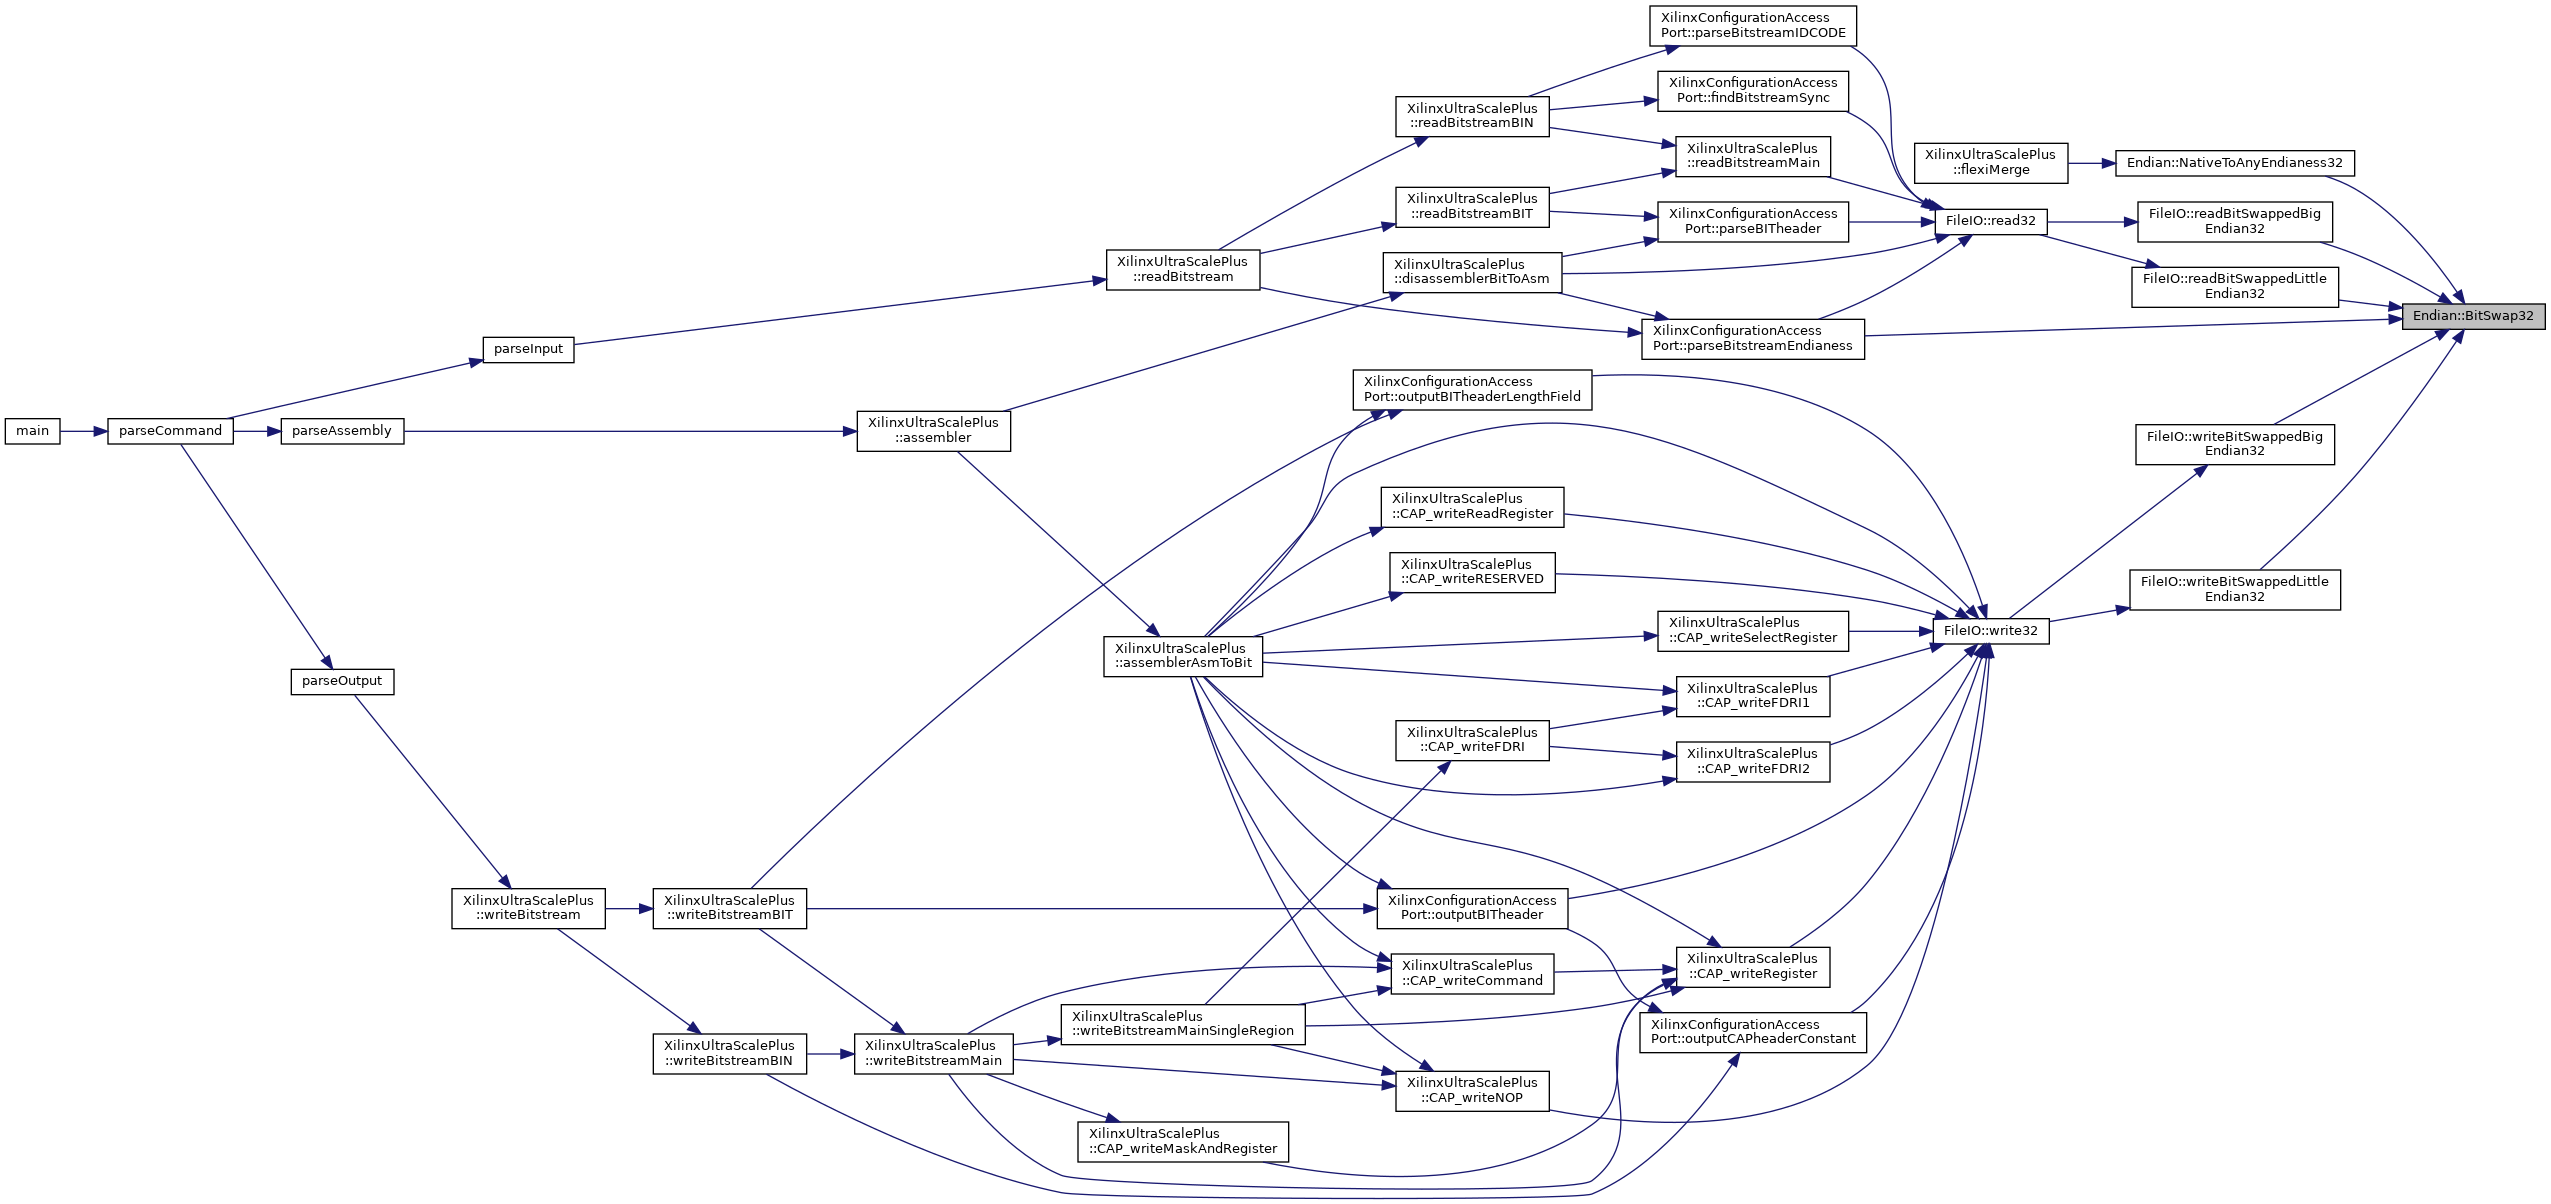 XilinxConfigurationAccess
Port::parseBitstreamIDCODE
XilinxConfigurationAccess
Port::findBitstreamSync
XilinxUltraScalePlus
::readBitstreamBIN
XilinxUltraScalePlus
::readBitstreamMain
XilinxUltraScalePlus
::flexiMerge
Endian::NativeToAnyEndianess32
XilinxUltraScalePlus
::readBitstreamBIT
XilinxConfigurationAccess
Port::parseBITheader
FileIO::read32
FileIO::readBitSwappedBig
Endian32
XilinxUltraScalePlus
::readBitstream
XilinxUltraScalePlus
::disassemblerBitToAsm
FileIO::readBitSwappedLittle
Endian32
Endian::BitSwap32
XilinxConfigurationAccess
Port::parseBitstreamEndianess
parseInput
XilinxConfigurationAccess
Port::outputBITheaderLengthField
main
parseCommand
parseAssembly
XilinxUltraScalePlus
::assembler
FileIO::writeBitSwappedBig
Endian32
XilinxUltraScalePlus
::CAP_writeReadRegister
XilinxUltraScalePlus
::CAP_writeRESERVED
FileIO::writeBitSwappedLittle
Endian32
XilinxUltraScalePlus
::CAP_writeSelectRegister
FileIO::write32
XilinxUltraScalePlus
::assemblerAsmToBit
parseOutput
XilinxUltraScalePlus
::CAP_writeFDRI1
XilinxUltraScalePlus
::CAP_writeFDRI
XilinxUltraScalePlus
::CAP_writeFDRI2
XilinxUltraScalePlus
::writeBitstream
XilinxUltraScalePlus
::writeBitstreamBIT
XilinxConfigurationAccess
Port::outputBITheader
XilinxUltraScalePlus
::CAP_writeCommand
XilinxUltraScalePlus
::CAP_writeRegister
XilinxUltraScalePlus
::writeBitstreamMainSingleRegion
XilinxConfigurationAccess
Port::outputCAPheaderConstant
XilinxUltraScalePlus
::writeBitstreamBIN
XilinxUltraScalePlus
::writeBitstreamMain
XilinxUltraScalePlus
::CAP_writeNOP
XilinxUltraScalePlus
::CAP_writeMaskAndRegister